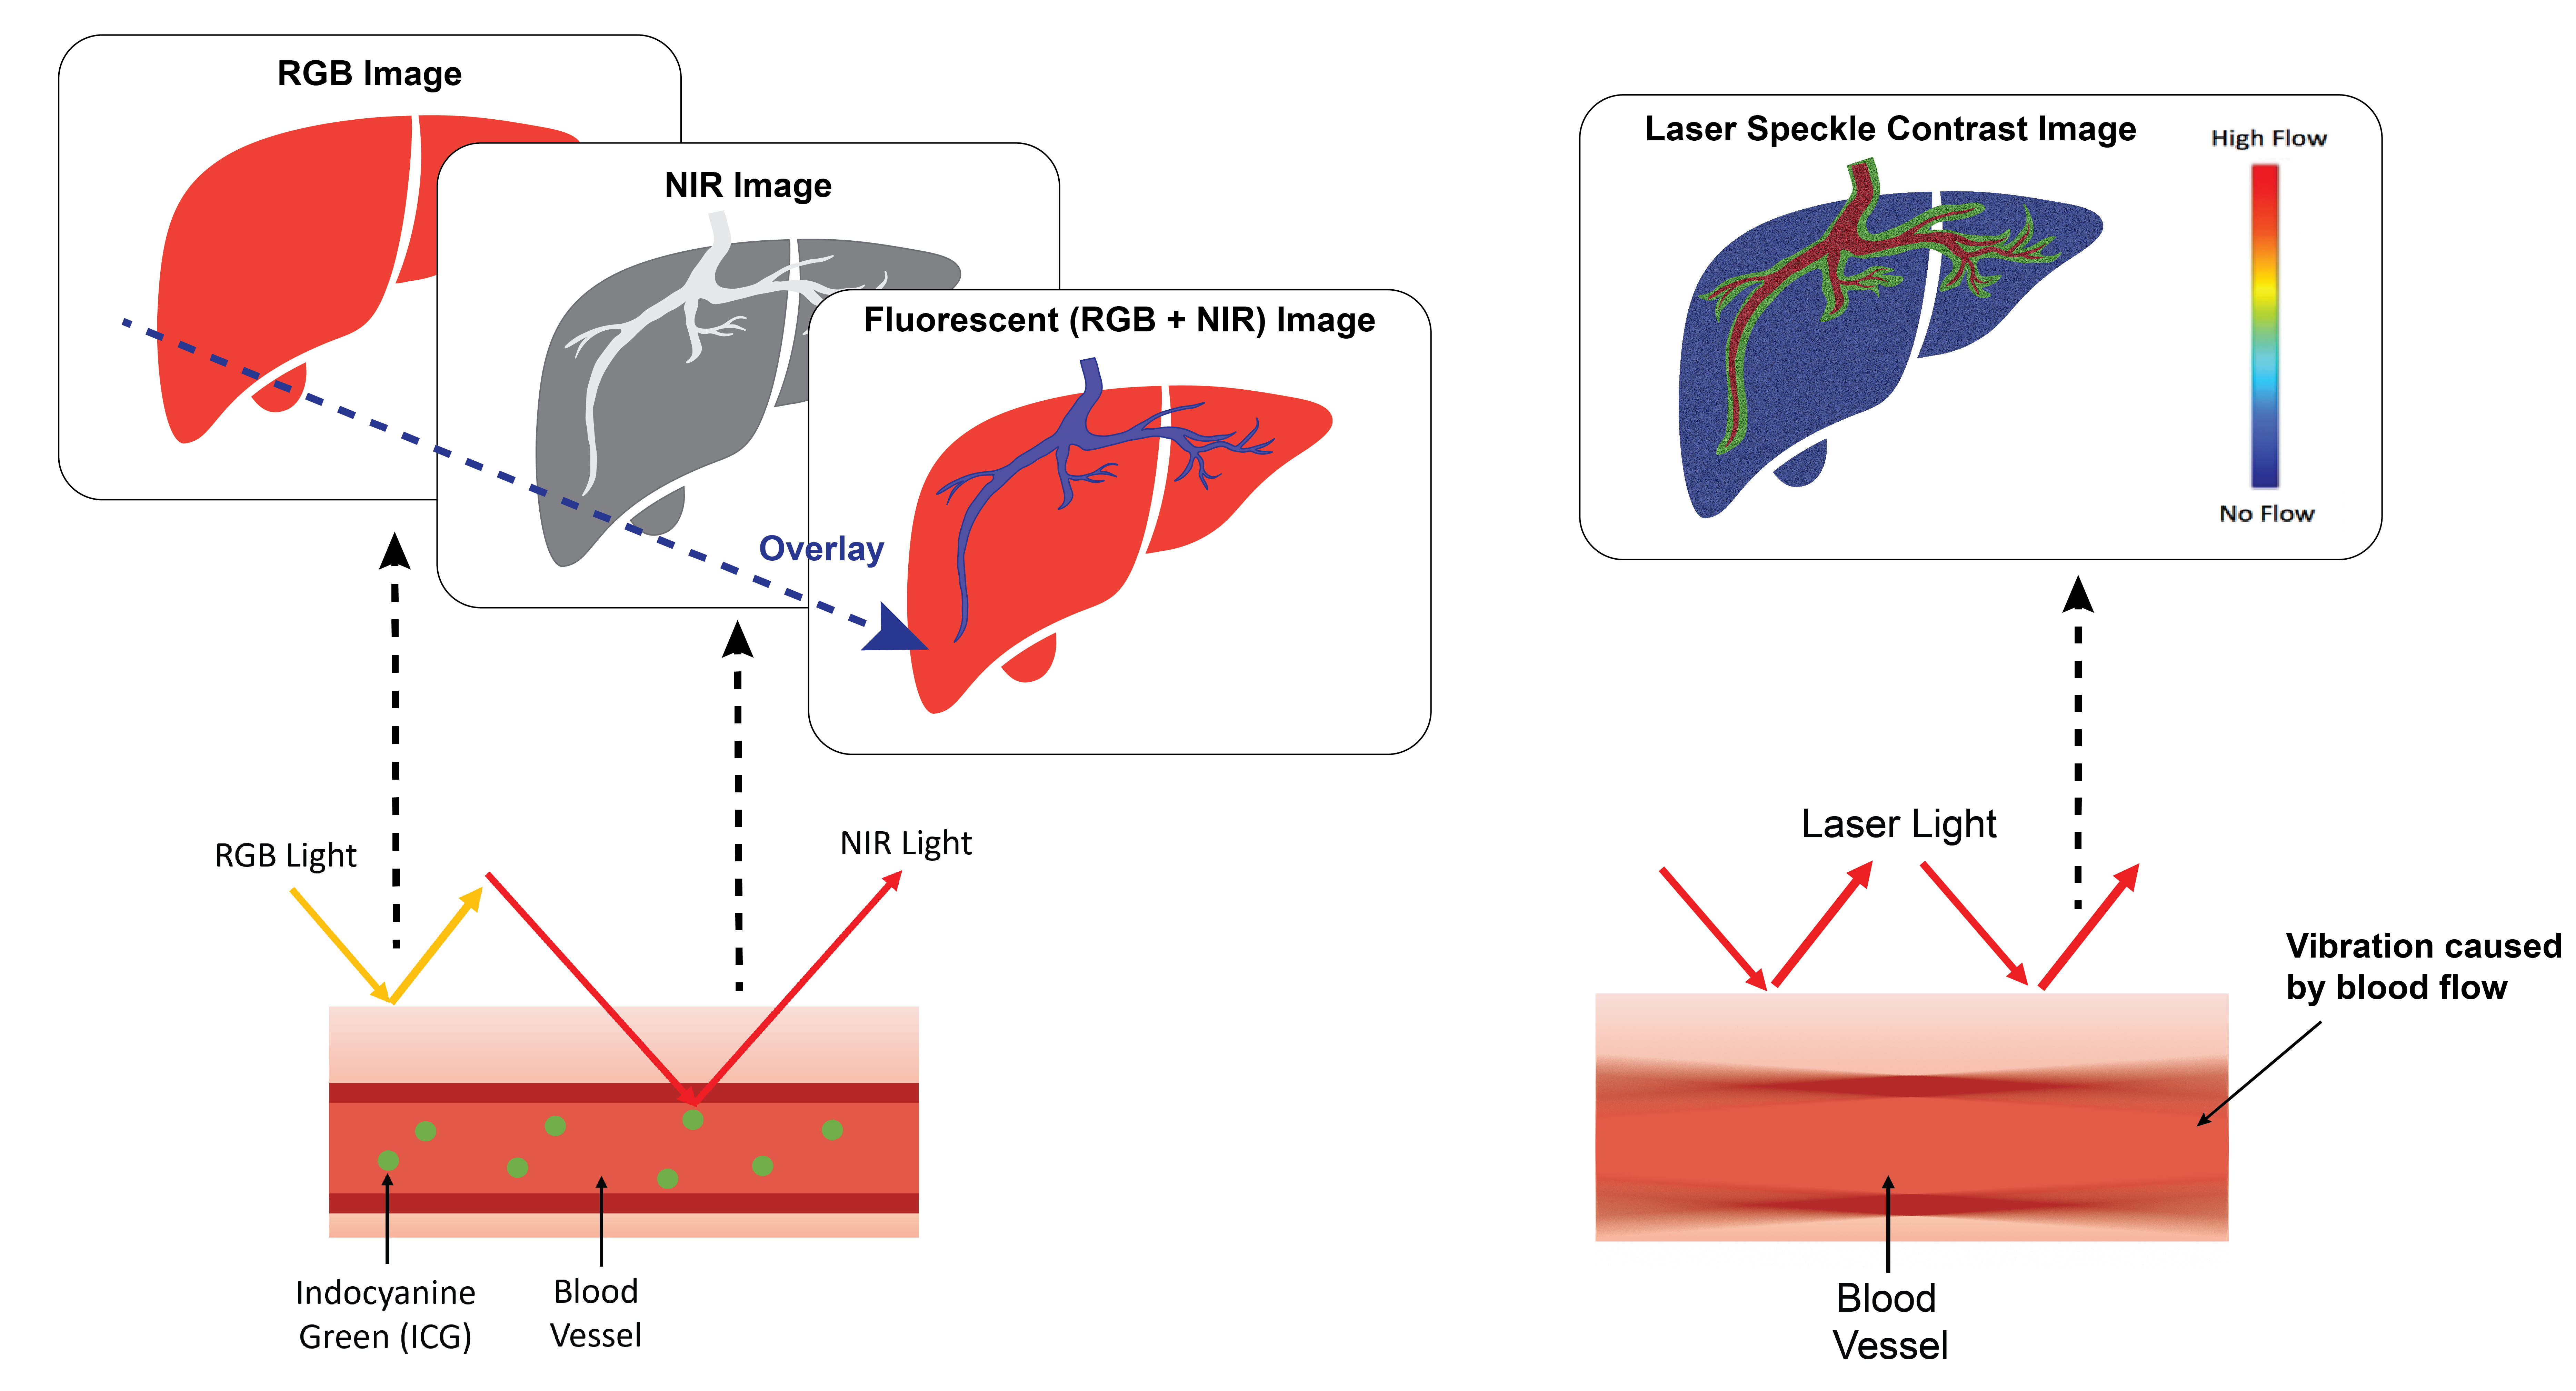 RGB Image
NIR Image
Fluorescent (RGB + NIR) Image
Overlay
RGB Light
NIR Light
Indocyanine
Green (ICG)
Blood
Vessel
Laser Speckle Contrast Image
High Flow
No Flow
Laser Light
Vibration caused
by blood flow
Blood
Vessel